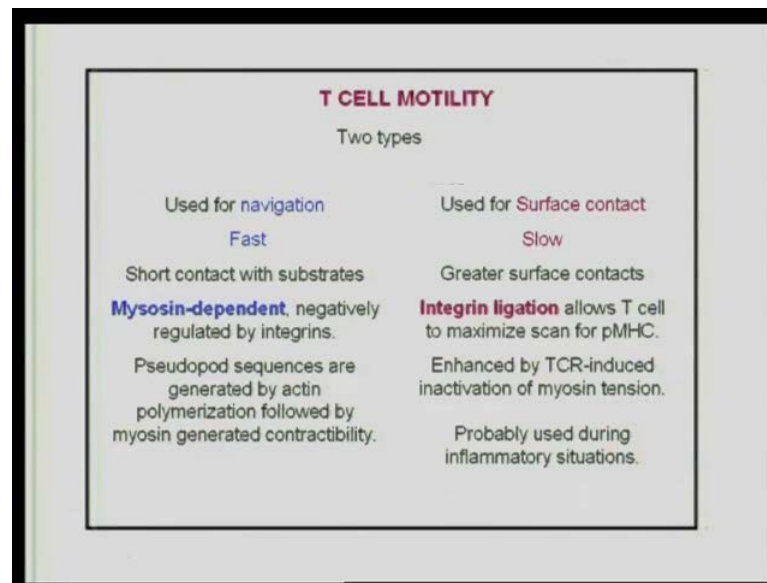 T CELL MOTILITY
Two types
Used for navigation
Fast
Short contact with substrates
Mysosin-dependent, negatively
regulated by integrins.
Pseudopod sequences are
generated by actin
polymerization followed by
myosin generated contractibility.
Used for Surface contact
Slow
Greater surface contacts
Integrin ligation allows T cell
to maximize scan for pMHC.
Enhanced by TCR-induced
inactivation of myosin tension.
Probably used during
inflammatory situations.